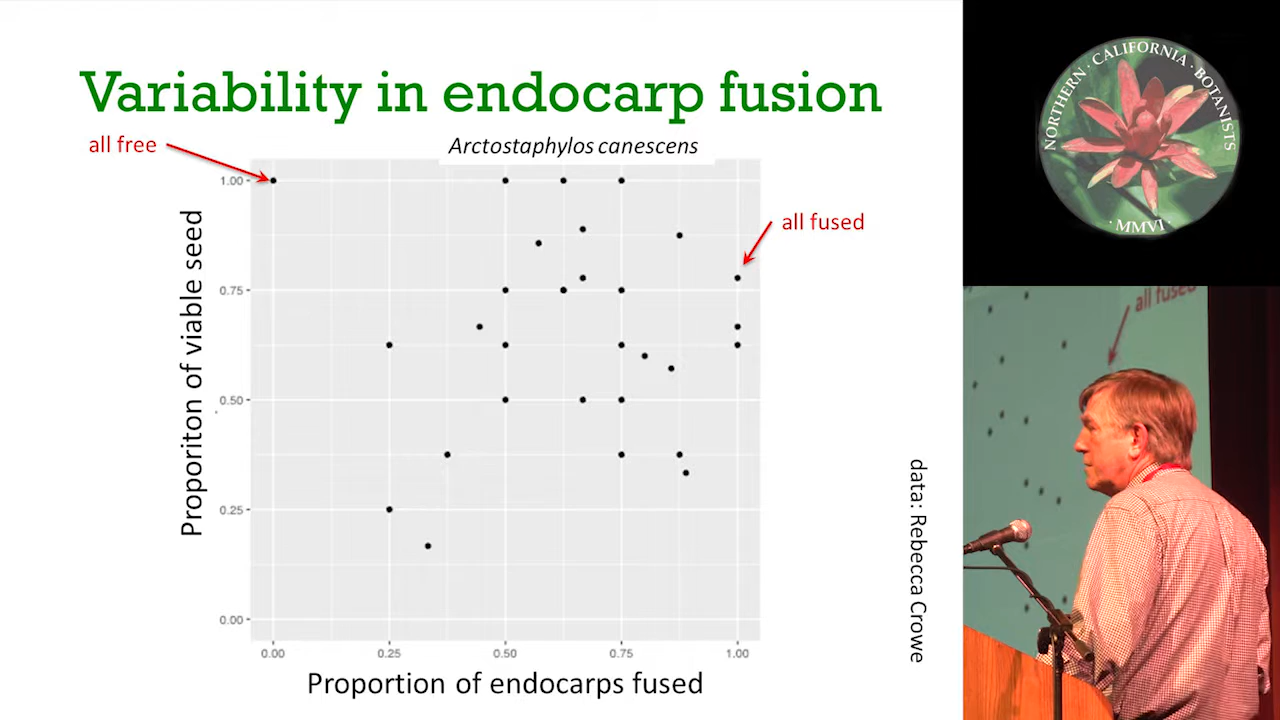 Variability in endocarp fusion
all free
Arctostaphylos canescens
all fused
Proporiton of viable seed
1.00
0.75
0.50
0.25
0.00
0.00 0.25 0.50 0.75 1.00
Proportion of endocarps fused
data: Rebecca Crowe
NORTHERN · CALIFORNIA · BOTANISTS
· MMVI ·
all fused